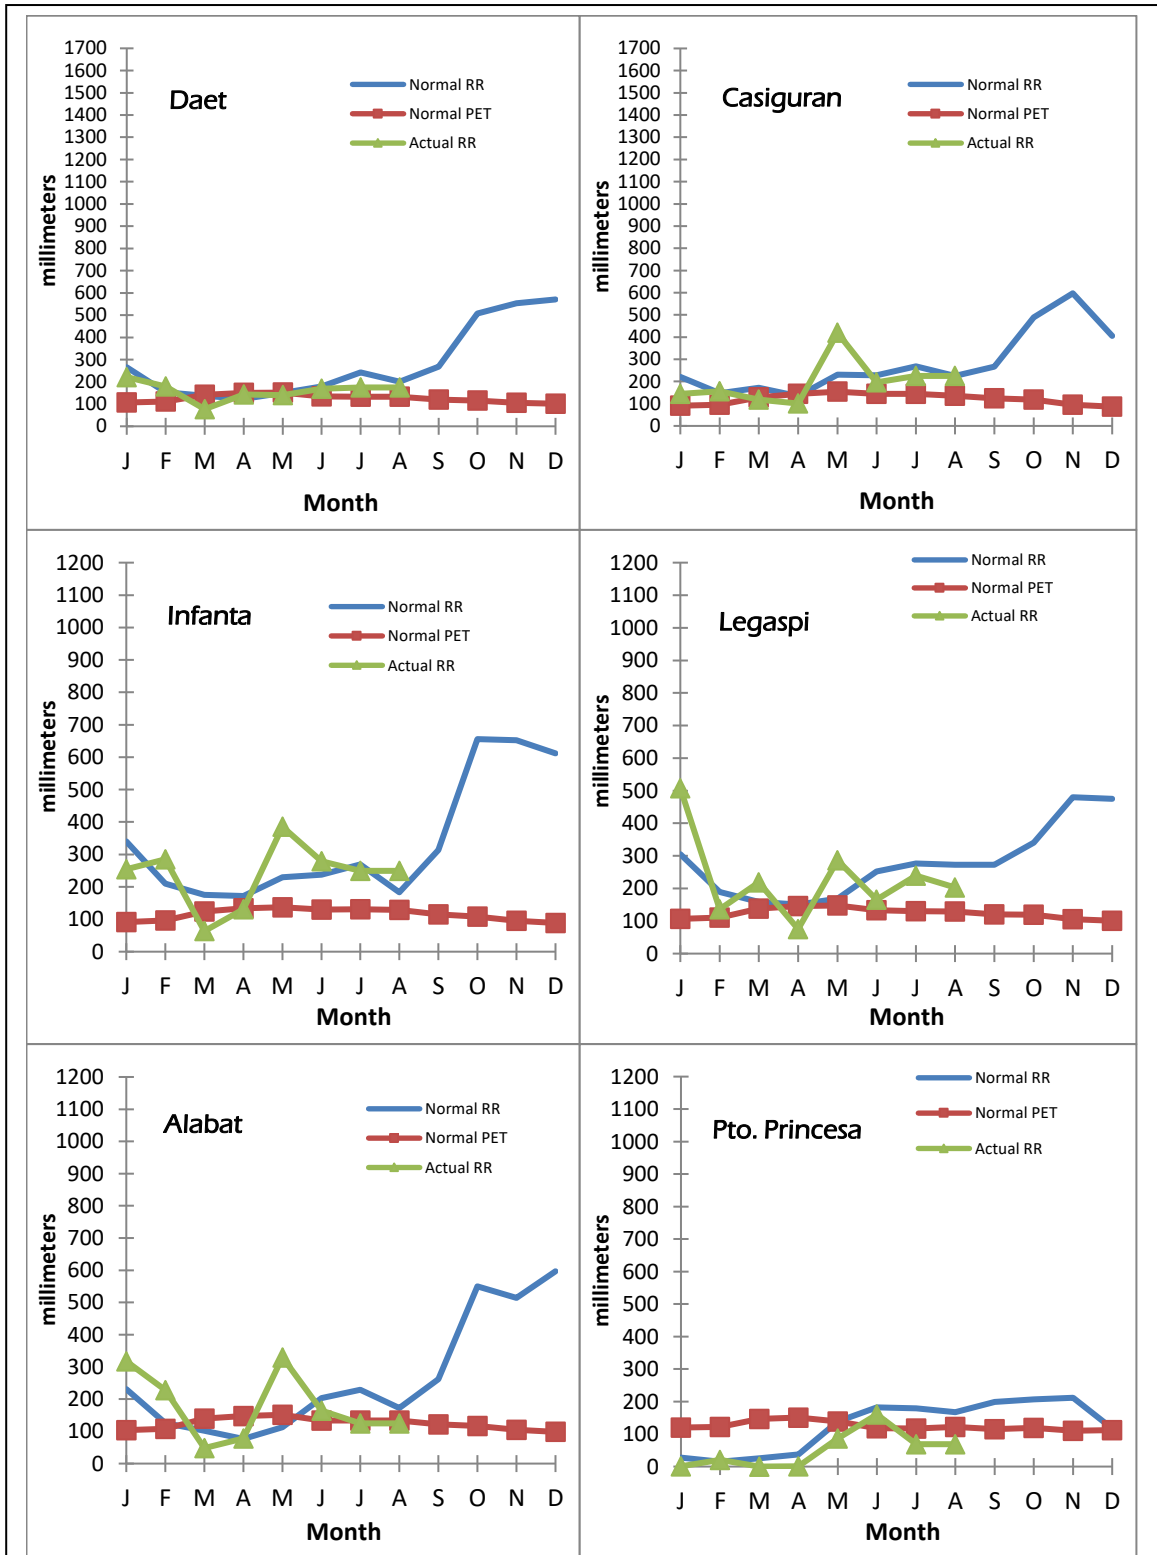 Daet
Normal RR
Normal PET
Actual RR
millimeters
1700
1600
1500
1400
1300
1200
1100
1000
900
800
700
600
500
400
300
200
100
0
J F M A M J J A S O N D
Month
Casiguran
Normal RR
Normal PET
Actual RR
millimeters
1700
1600
1500
1400
1300
1200
1100
1000
900
800
700
600
500
400
300
200
100
0
J F M A M J J A S O N D
Month
Infanta
Normal RR
Normal PET
Actual RR
millimeters
1200
1100
1000
900
800
700
600
500
400
300
200
100
0
J F M A M J J A S O N D
Month
Legaspi
Normal RR
Normal PET
Actual RR
millimeters
1200
1100
1000
900
800
700
600
500
400
300
200
100
0
J F M A M J J A S O N D
Month
Alabat
Normal RR
Normal PET
Actual RR
millimeters
1200
1100
1000
900
800
700
600
500
400
300
200
100
0
J F M A M J J A S O N D
Month
Pto. Princesa
Normal RR
Normal PET
Actual RR
millimeters
1200
1100
1000
900
800
700
600
500
400
300
200
100
0
J F M A M J J A S O N D
Month